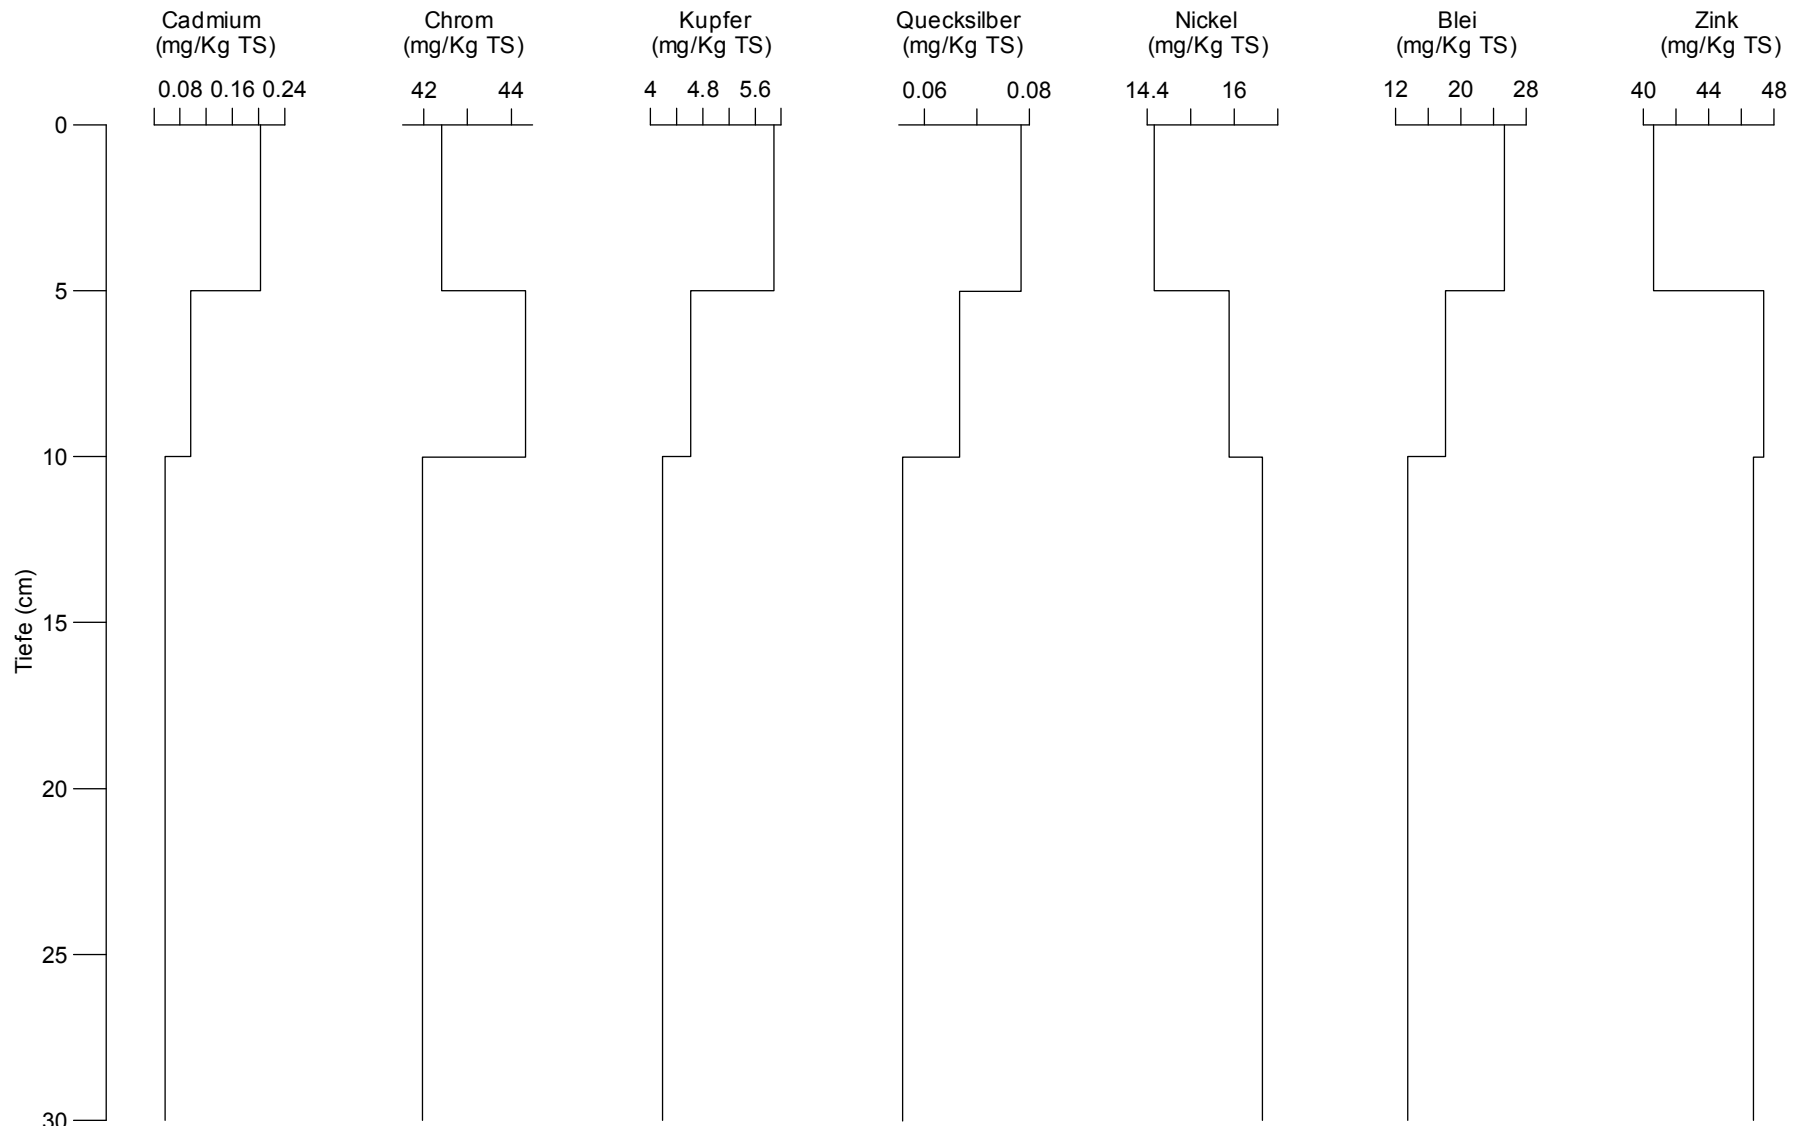 Cadmium Chrom Kupfer Quecksilber Nickel Blei Zink
(mg/Kg TS) (mg/Kg TS) (mg/Kg TS) (mg/Kg TS) (mg/Kg TS) (mg/Kg TS) (mg/Kg TS)
0.08 0.16 0.24 42 44 4 4.8 5.6 0.06 0.08 14.4 16 12 20 28 40 44 48
0
5
10
Tiefe (cm)
15
20
25
30